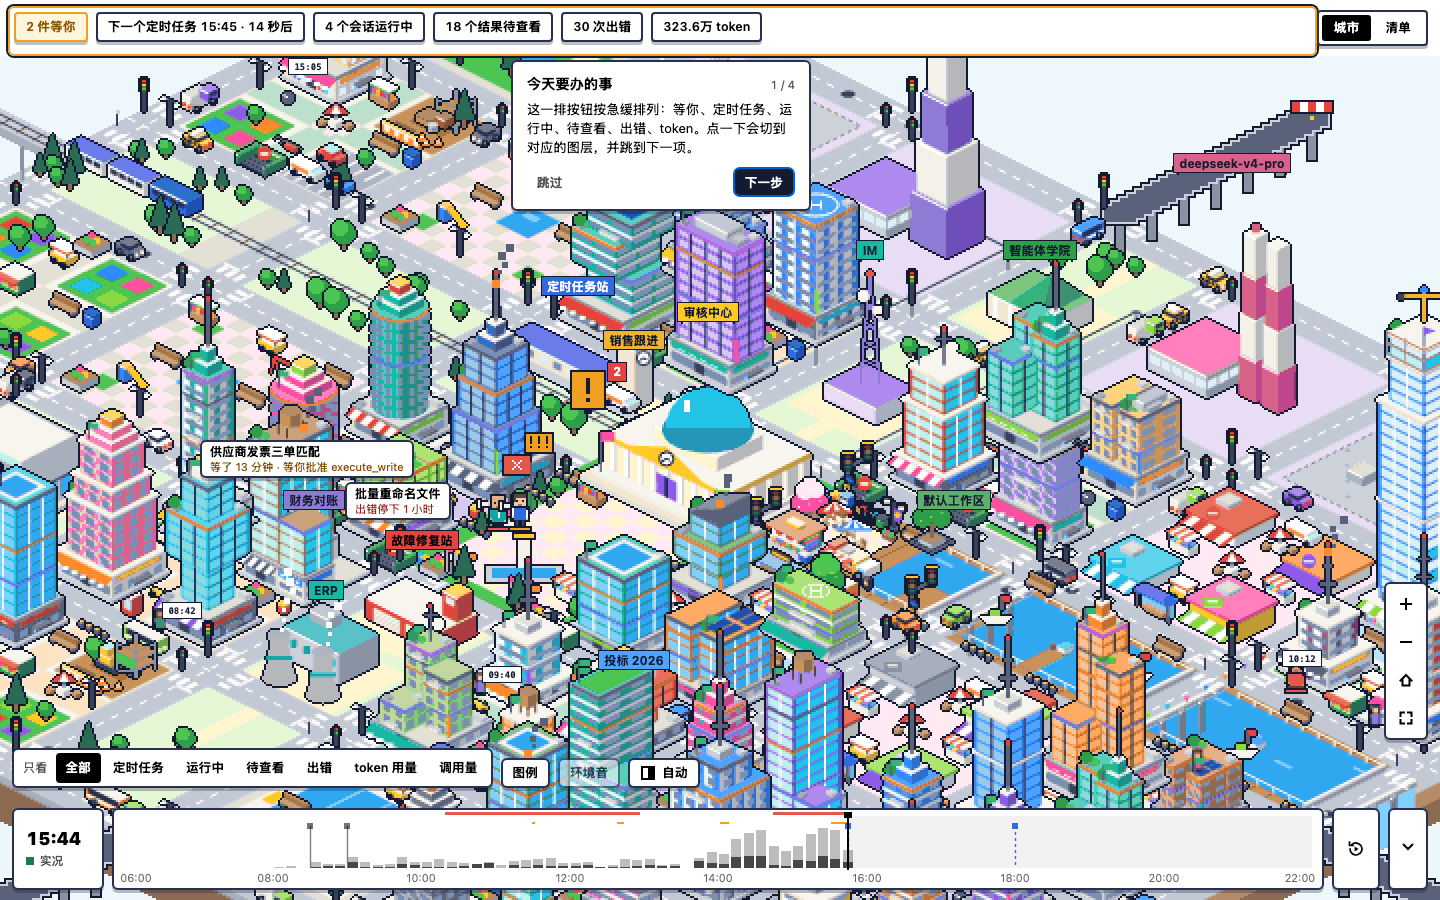 2 件等你
下一个定时任务 15:45 · 14 秒后
4 个会话运行中
18 个结果待查看
30 次出错
323.6万 token
城市
清单
15:05
今天要办的事
1 / 4
这一排按钮按急缓排列：等你、定时任务、运
行中、待查看、出错、token。点一下会切到
对应的图层，并跳到下一项。
跳过
下一步
deepseek-v4-pro
IM
智能体学院
定时任务站
审核中心
销售跟进
2
!
供应商发票三单匹配
等了 13 分钟 · 等你批准 execute_write
财务对账
批量重命名文件
出错停下 1 小时
默认工作区
故障修复站
ERP
08:42
09:40
投标 2026
10:12
只看
全部
定时任务
运行中
待查看
出错
token 用量
调用量
图例
环境音
自动
15:44
实况
06:00
08:00
10:00
12:00
14:00
16:00
18:00
20:00
22:00